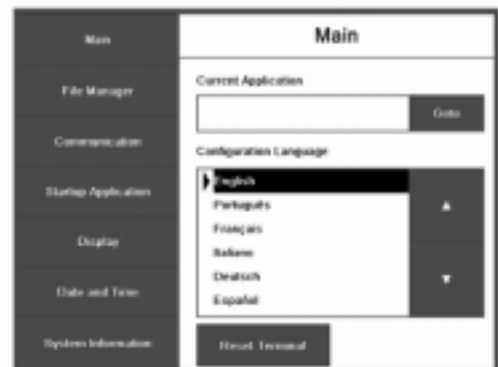 Main
File Manager
Communication
Startup Application
Display
Date and Time
System Information
Main
Current Application
Goto
Configuration Language
English
Português
Français
Italiano
Deutsch
Español
Reset Terminal